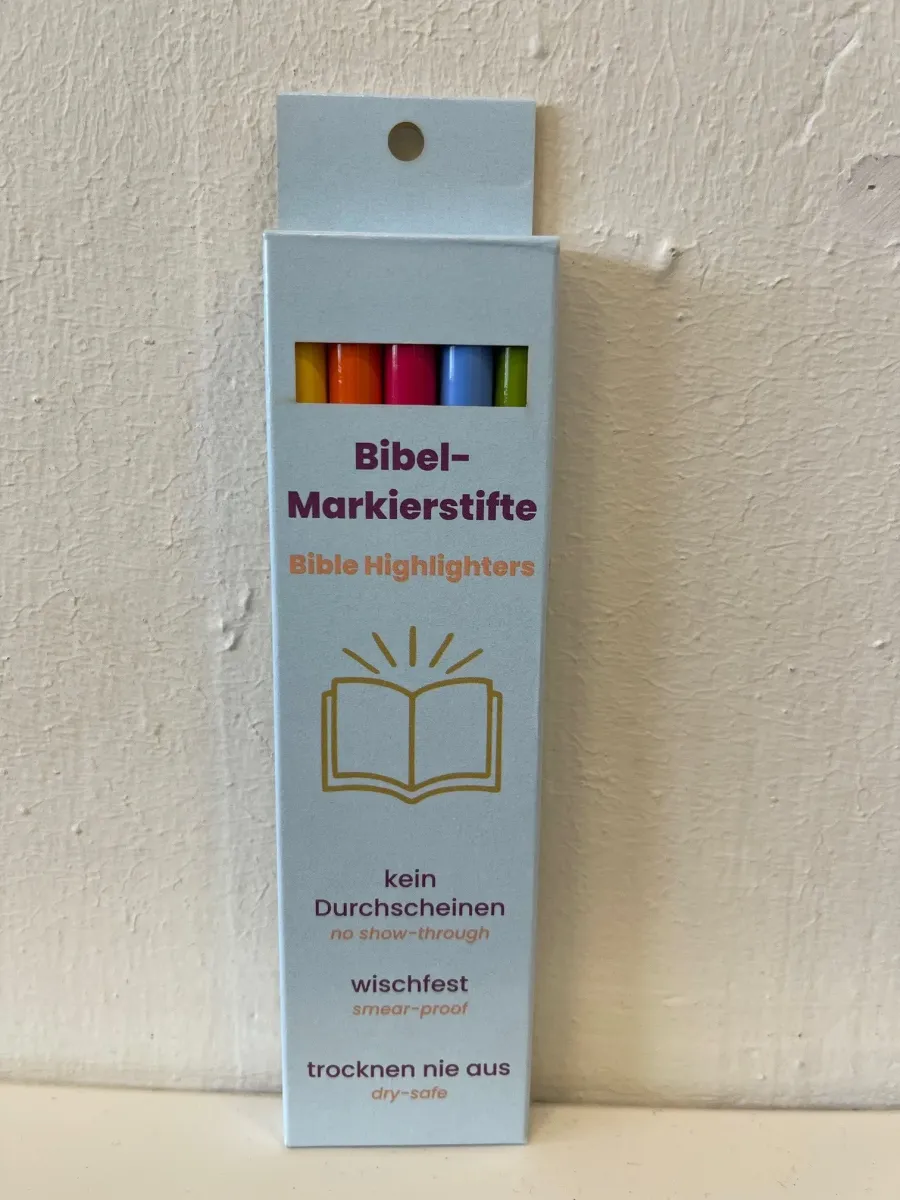 Bibel-
Markierstifte
Bible Highlighters
kein
Durchscheinen
no show-through
wischfest
smear-proof
trocknen nie aus
dry-safe